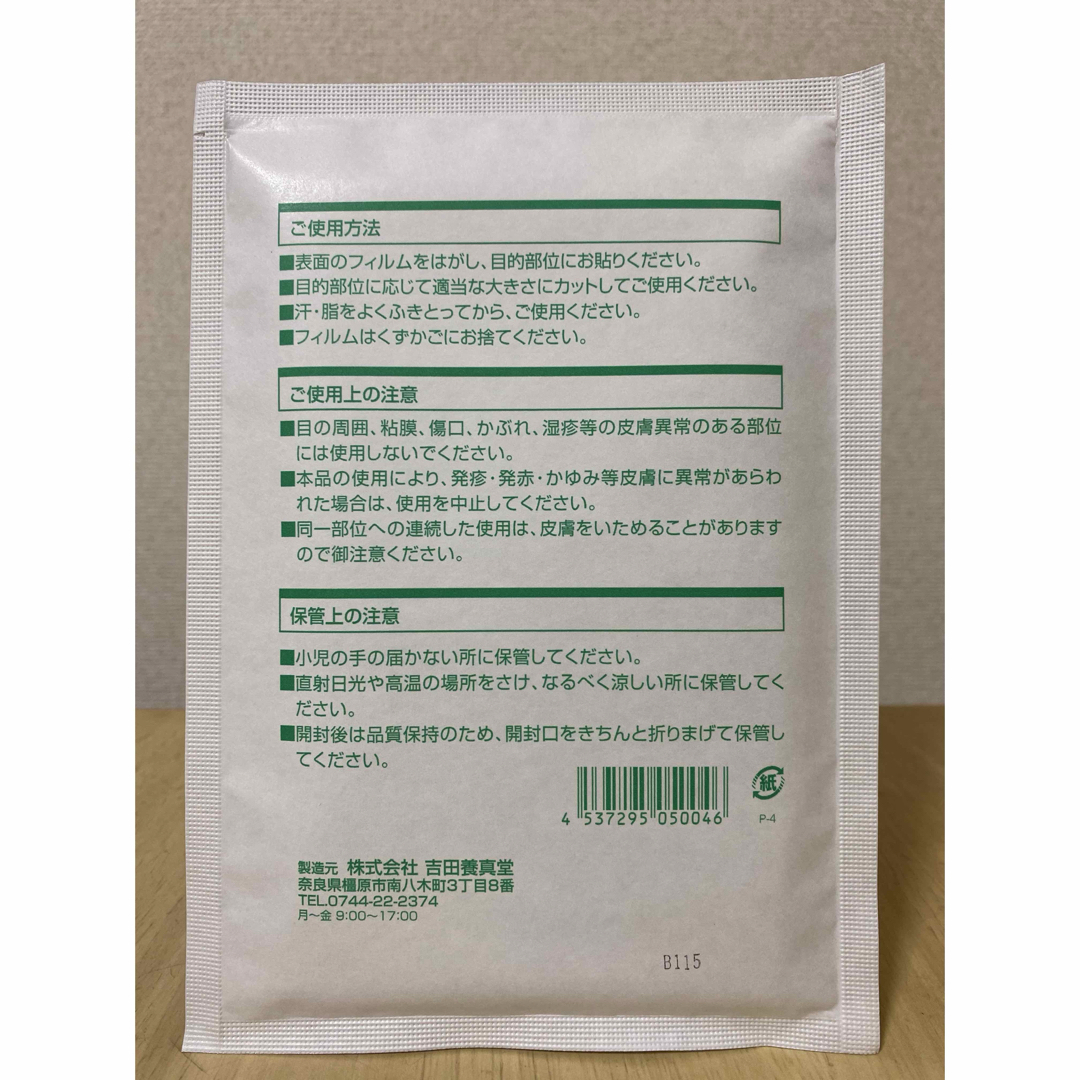 ご使用方法
■表面のフィルムをはがし、目的部位にお貼りください。
■目的部位に応じて適当な大きさにカットしてご使用ください。
■汗・脂をよくふきとってから、ご使用ください。
■フィルムはくずかごにお捨てください。
ご使用上の注意
■目の周囲、粘膜、傷口、かぶれ、湿疹等の皮膚異常のある部位
には使用しないでください。
■本品の使用により、発疹・発赤・かゆみ等皮膚に異常があらわ
れた場合は、使用を中止してください。
■同一部位への連続した使用は、皮膚をいためることがあります
ので御注意ください。
保管上の注意
■小児の手の届かない所に保管してください。
■直射日光や高温の場所をさけ、なるべく涼しい所に保管してく
ださい。
■開封後は品質保持のため、開封口をきちんと折りまげて保管し
てください。
紙
P-4
4 537295 050046
製造元 株式会社 吉田養真堂
奈良県橿原市南八木町3丁目8番
TEL.0744-22-2374
月〜金 9:00〜17:00
B115